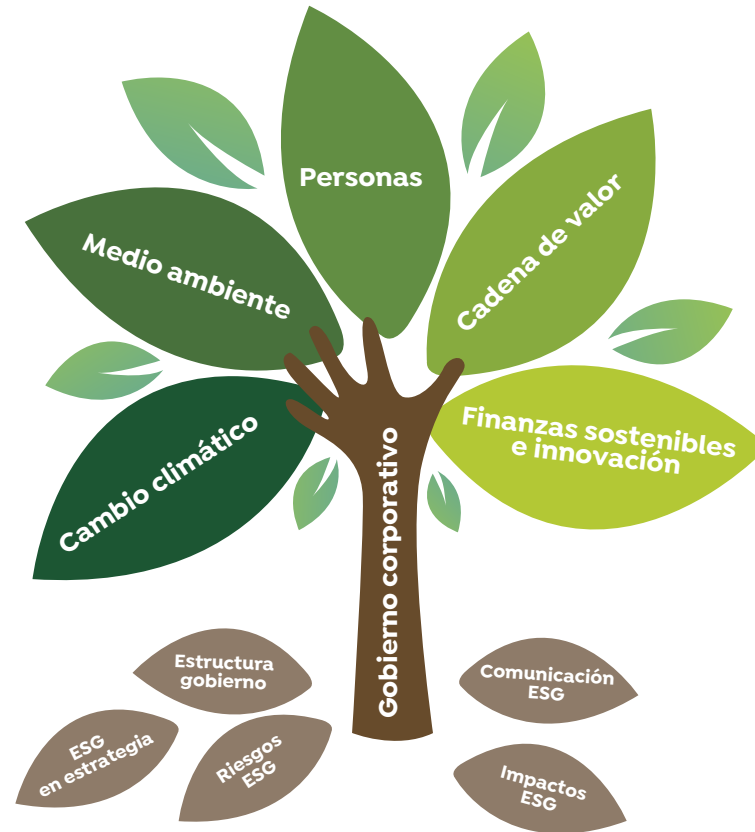 Personas
Medio ambiente
Cadena de valor
Cambio climático
Finanzas sostenibles
e innovación
Gobierno corporativo
Estructura
gobierno
ESG
en estrategia
Riesgos
ESG
Comunicación
ESG
Impactos
ESG